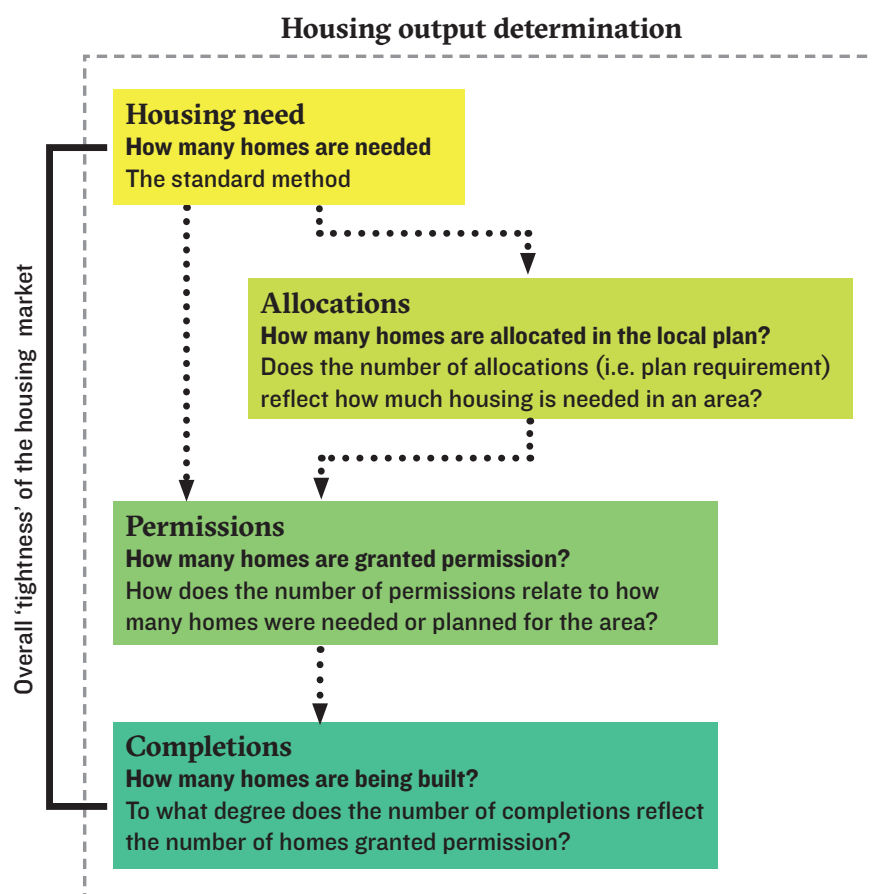 Housing output determination
Housing need
How many homes are needed
The standard method
Allocations
How many homes are allocated in the local plan?
Does the number of allocations (i.e. plan requirement)
reflect how much housing is needed in an area?
Overall ‘tightness’ of the housing market
Permissions
How many homes are granted permission?
How does the number of permissions relate to how
many homes were needed or planned for the area?
Completions
How many homes are being built?
To what degree does the number of completions reflect
the number of homes granted permission?